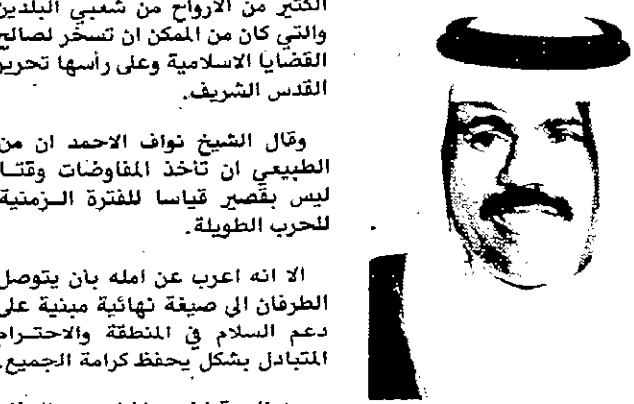 الكثير من الأرواح من شعبي البلدين
والتي كان من الممكن ان تسخر لصالح
القضايا الاسلامية وعلى رأسها تحرير
القدس الشريف.
وقال الشيخ نواف الاحمد ان من
الطبيعي ان تأخذ المفاوضات وقتا
ليس بقصير قياسا للفترة الزمنية
للحرب الطويلة.
الا انه اعرب عن امله بأن يتوصل
الطرفان الى صيغة نهائية مبنية على
دعم السلام في المنطقة والاحترام
المتبادل بشكل يحفظ كرامة الجميع.